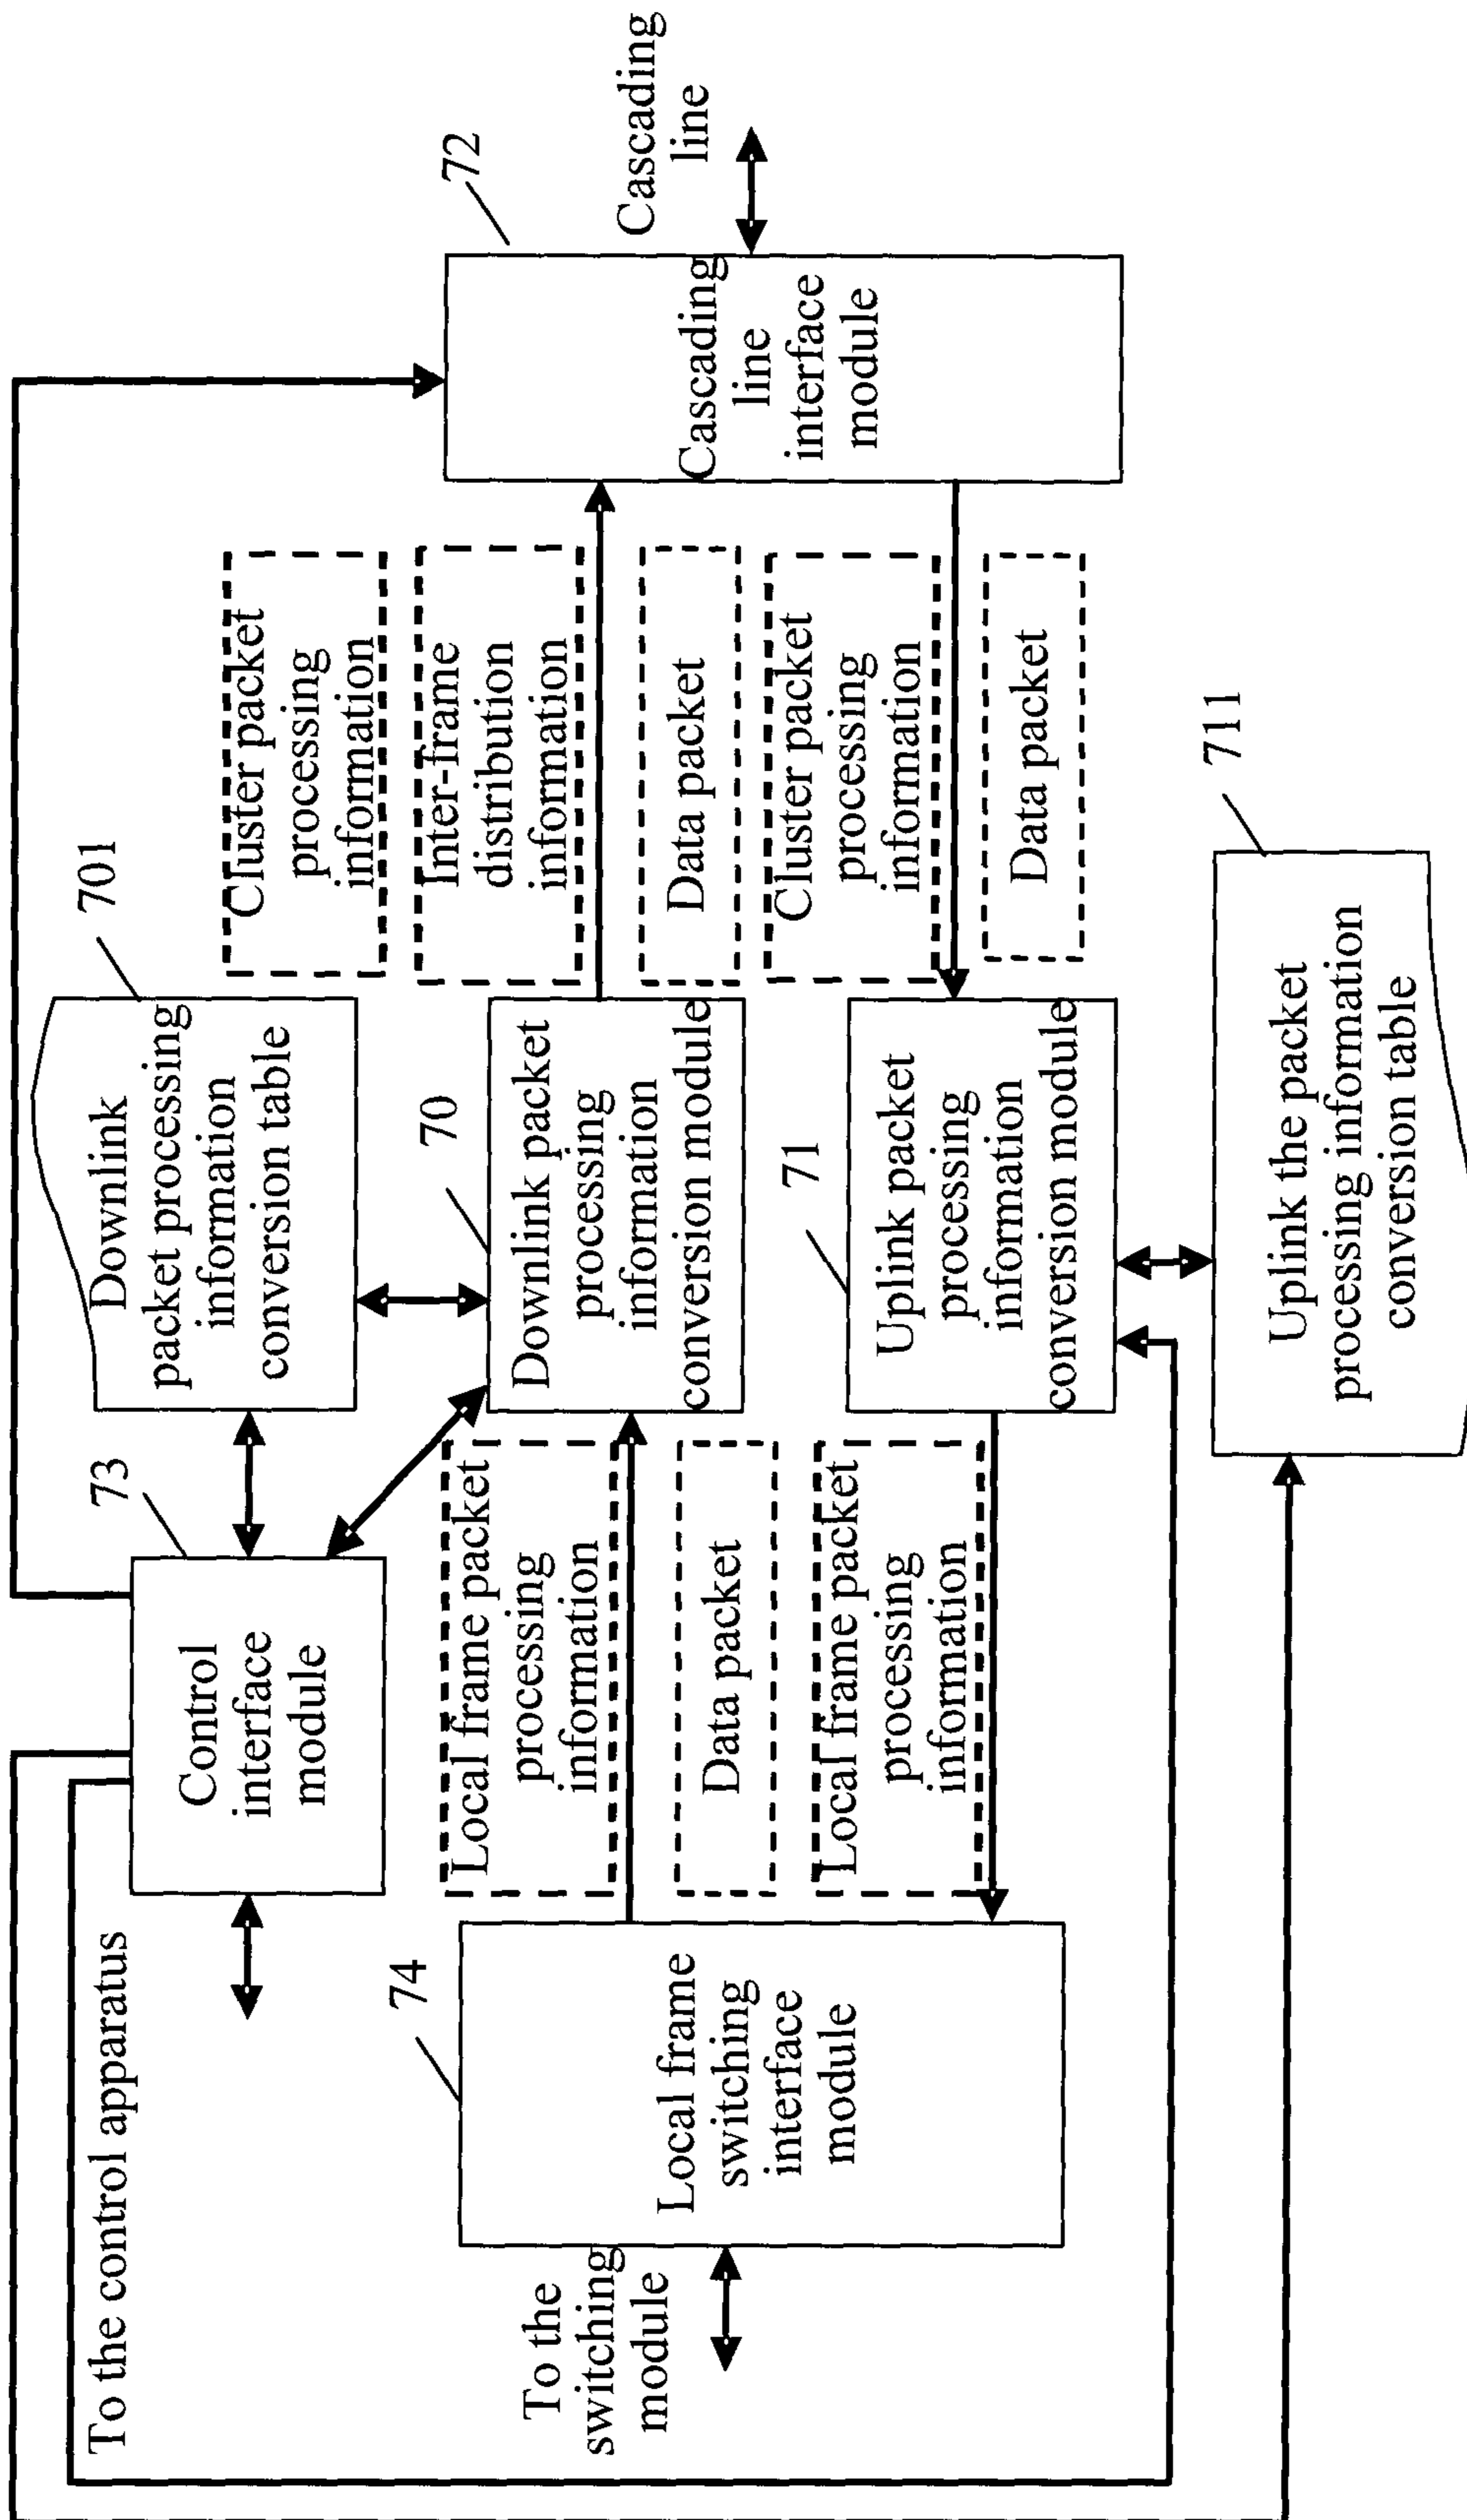 To the control apparatus
73
Control
interface
module
701
Downlink
packet processing
information
conversion table
Cluster packet
processing
information
Inter-frame
distribution
information
Data packet
Cluster packet
processing
information
Data packet
72
Cascading
line
Cascading
line
interface
module
70
Downlink packet
processing
information
conversion module
71
Uplink packet
processing
information
conversion module
Local frame packet
processing
information
Data packet
Local frame packet
processing
information
74
Local frame
switching
interface
module
To the
switching
module
711
Uplink the packet
processing information
conversion table